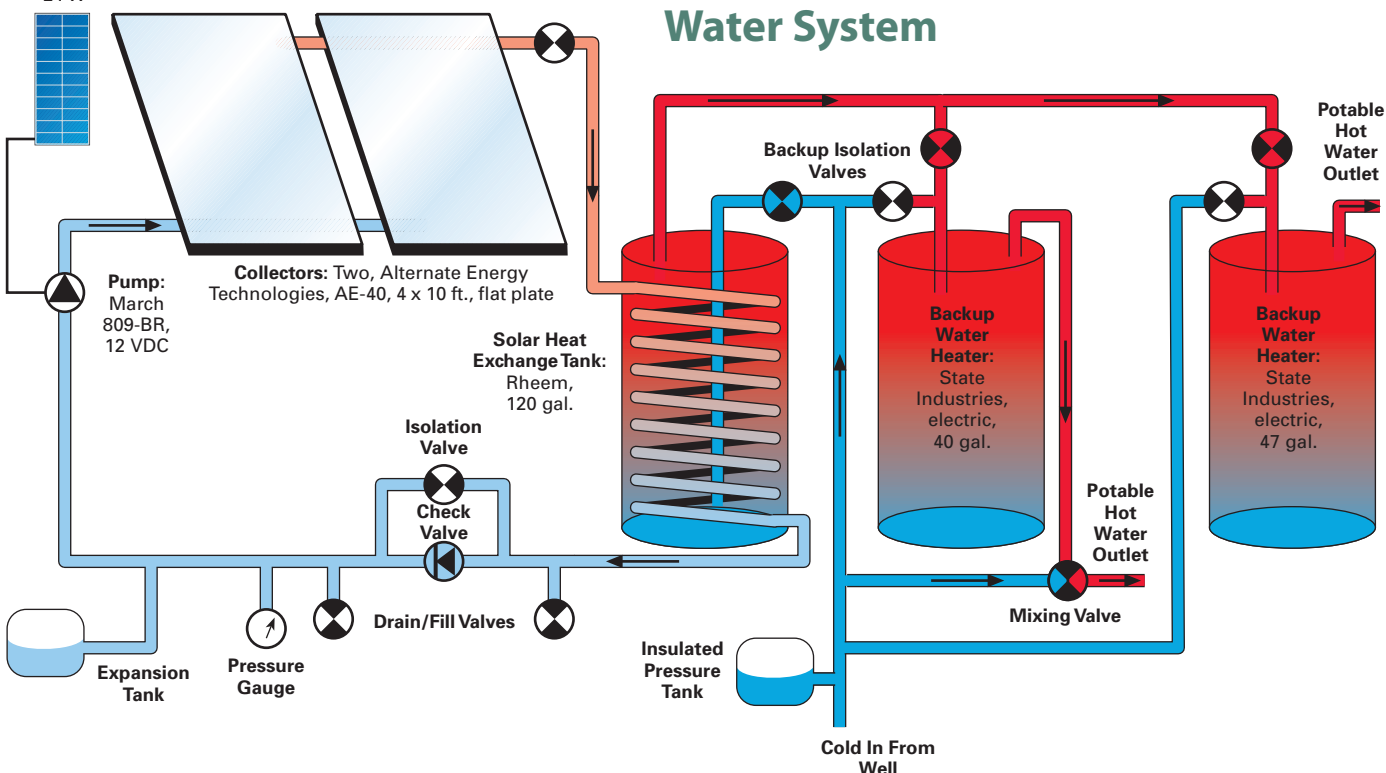 Water System
Potable
Hot
Water
Outlet
Backup Isolation
Valves
Pump:
March
809-BR,
12 VDC
Collectors: Two, Alternate Energy
Technologies, AE-40, 4 x 10 ft., flat plate
Solar Heat
Exchange Tank:
Rheem,
120 gal.
Backup
Water
Heater:
State
Industries,
electric,
40 gal.
Backup
Water
Heater:
State
Industries,
electric,
47 gal.
Isolation
Valve
Check
Valve
Potable
Hot
Water
Outlet
Mixing Valve
Drain/Fill Valves
Expansion
Tank
Pressure
Gauge
Insulated
Pressure
Tank
Cold In From
Well